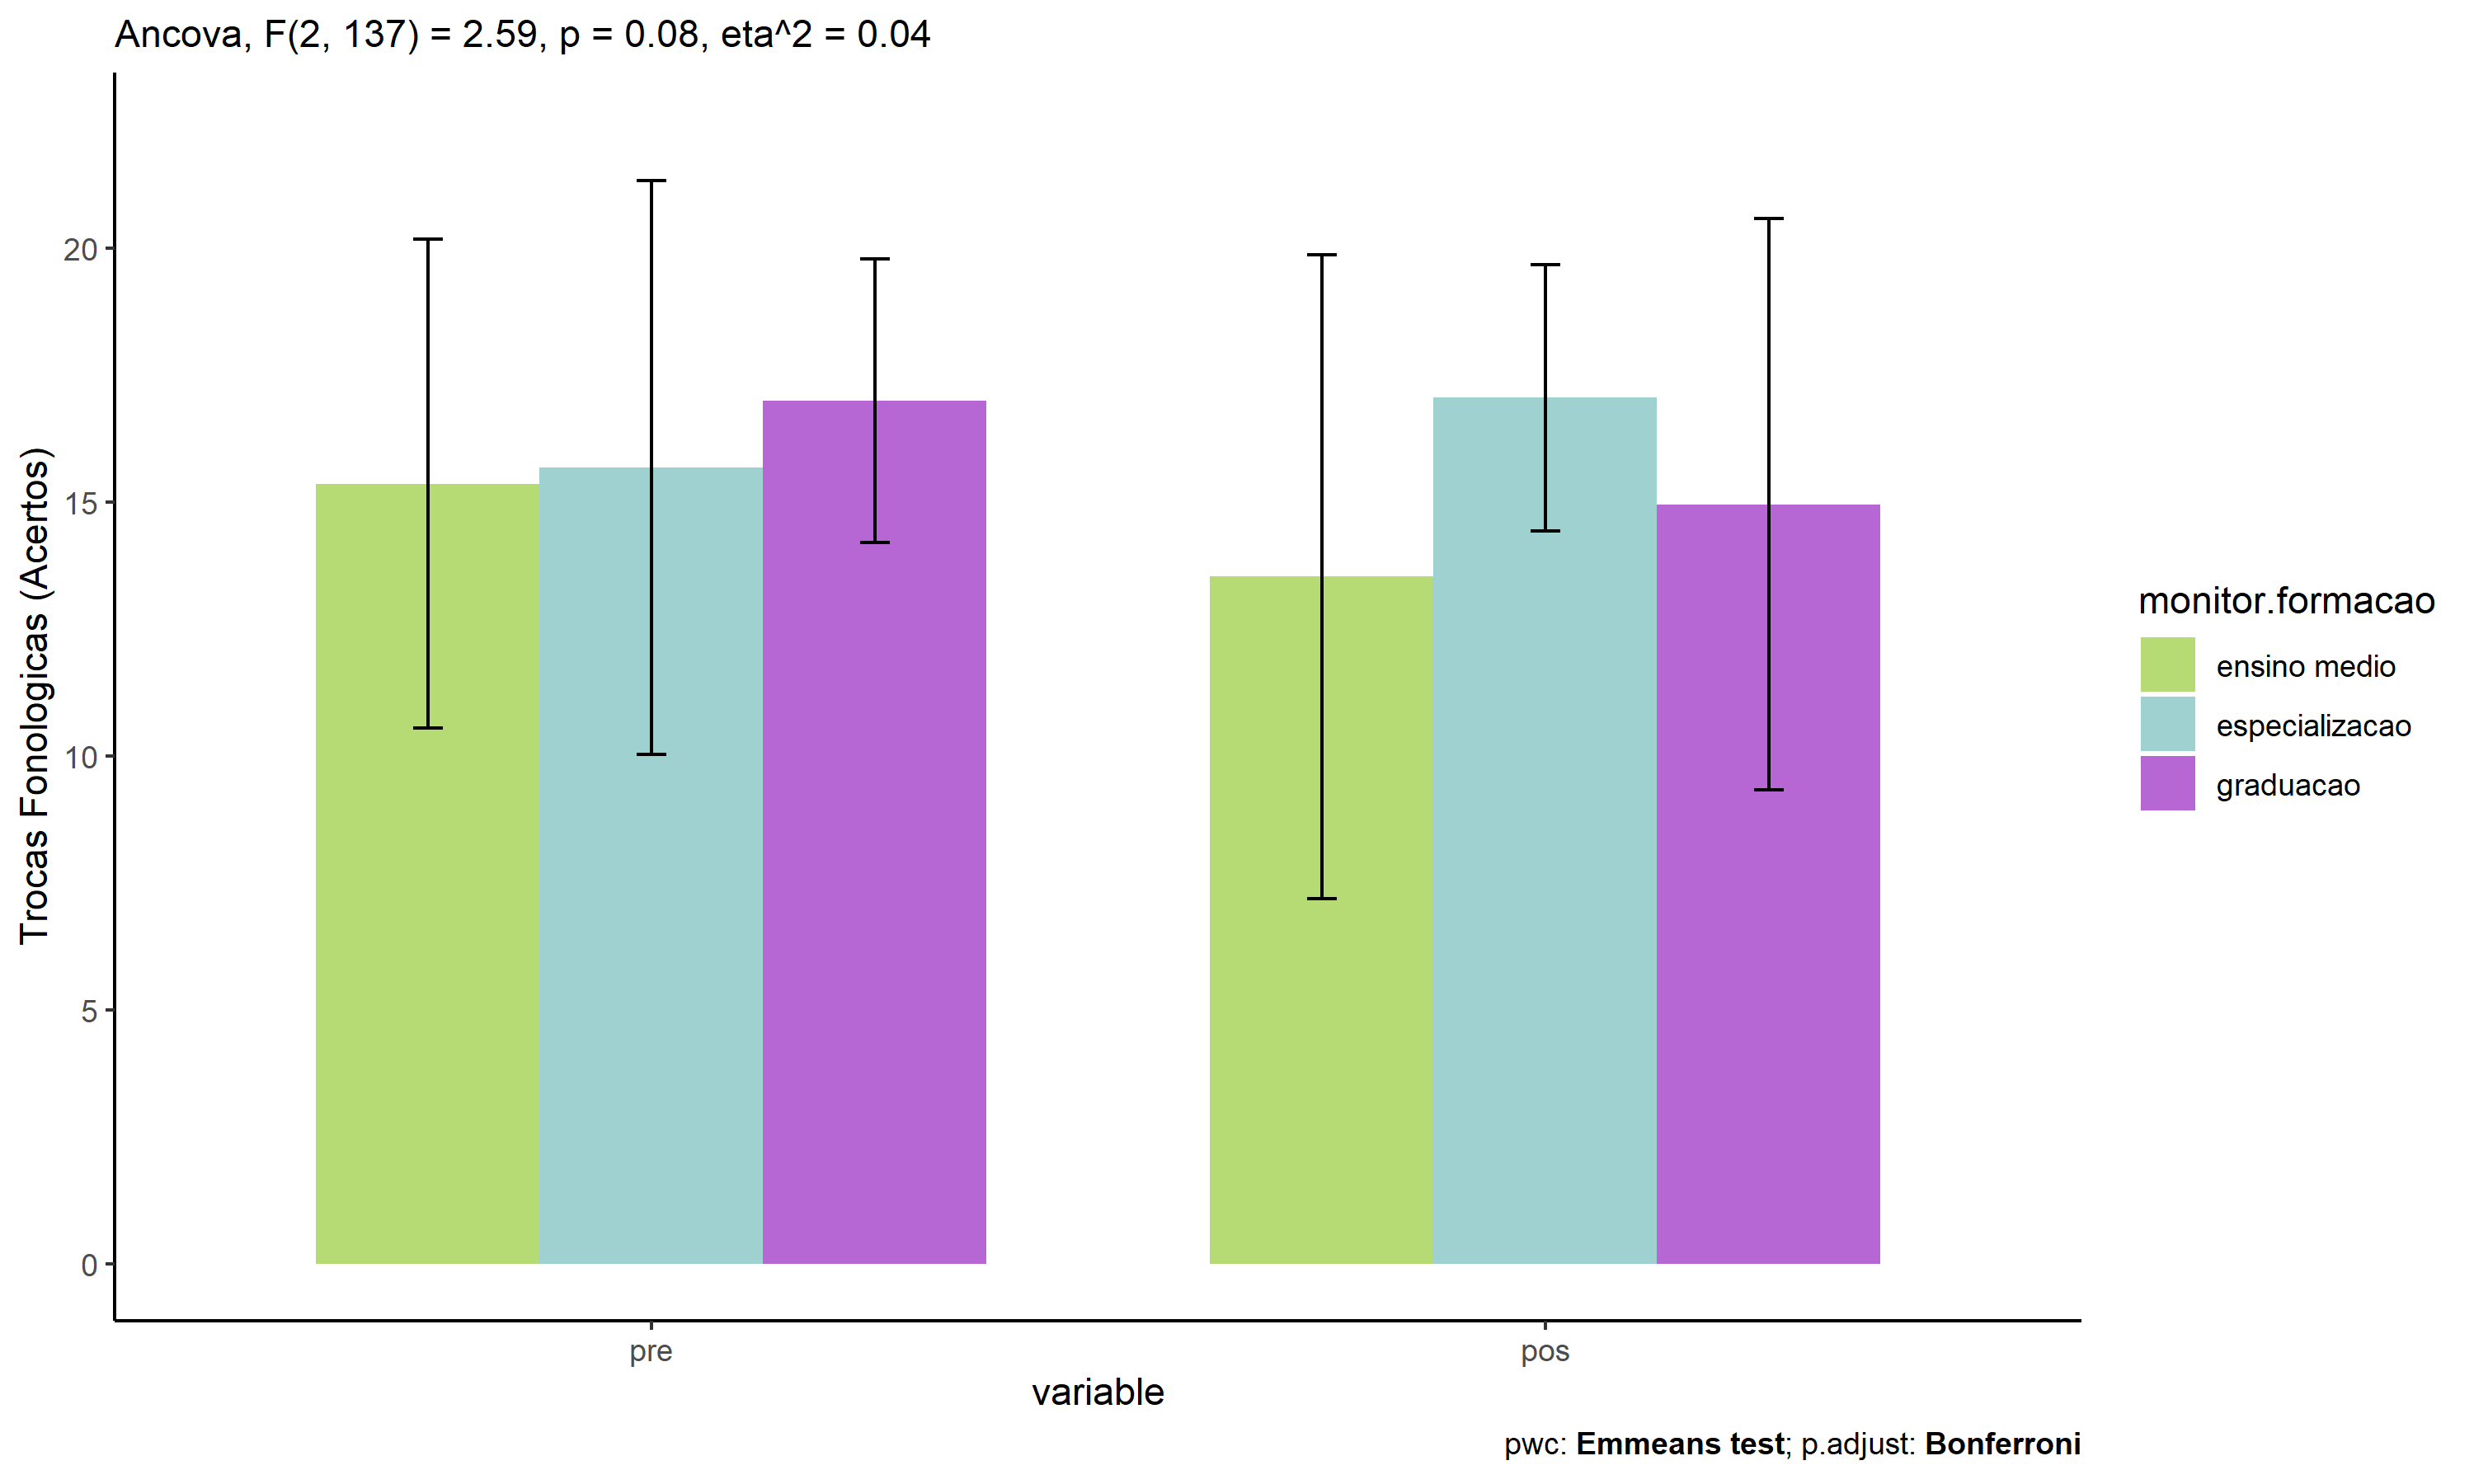 Ancova, F(2, 137) = 2.59, p = 0.08, eta^2 = 0.04
Trocas Fonologicas (Acertos)
20
15
10
5
0
pre
pos
variable
monitor.formacao
ensino medio
especializacao
graduacao
pwc: Emmeans test; p.adjust: Bonferroni